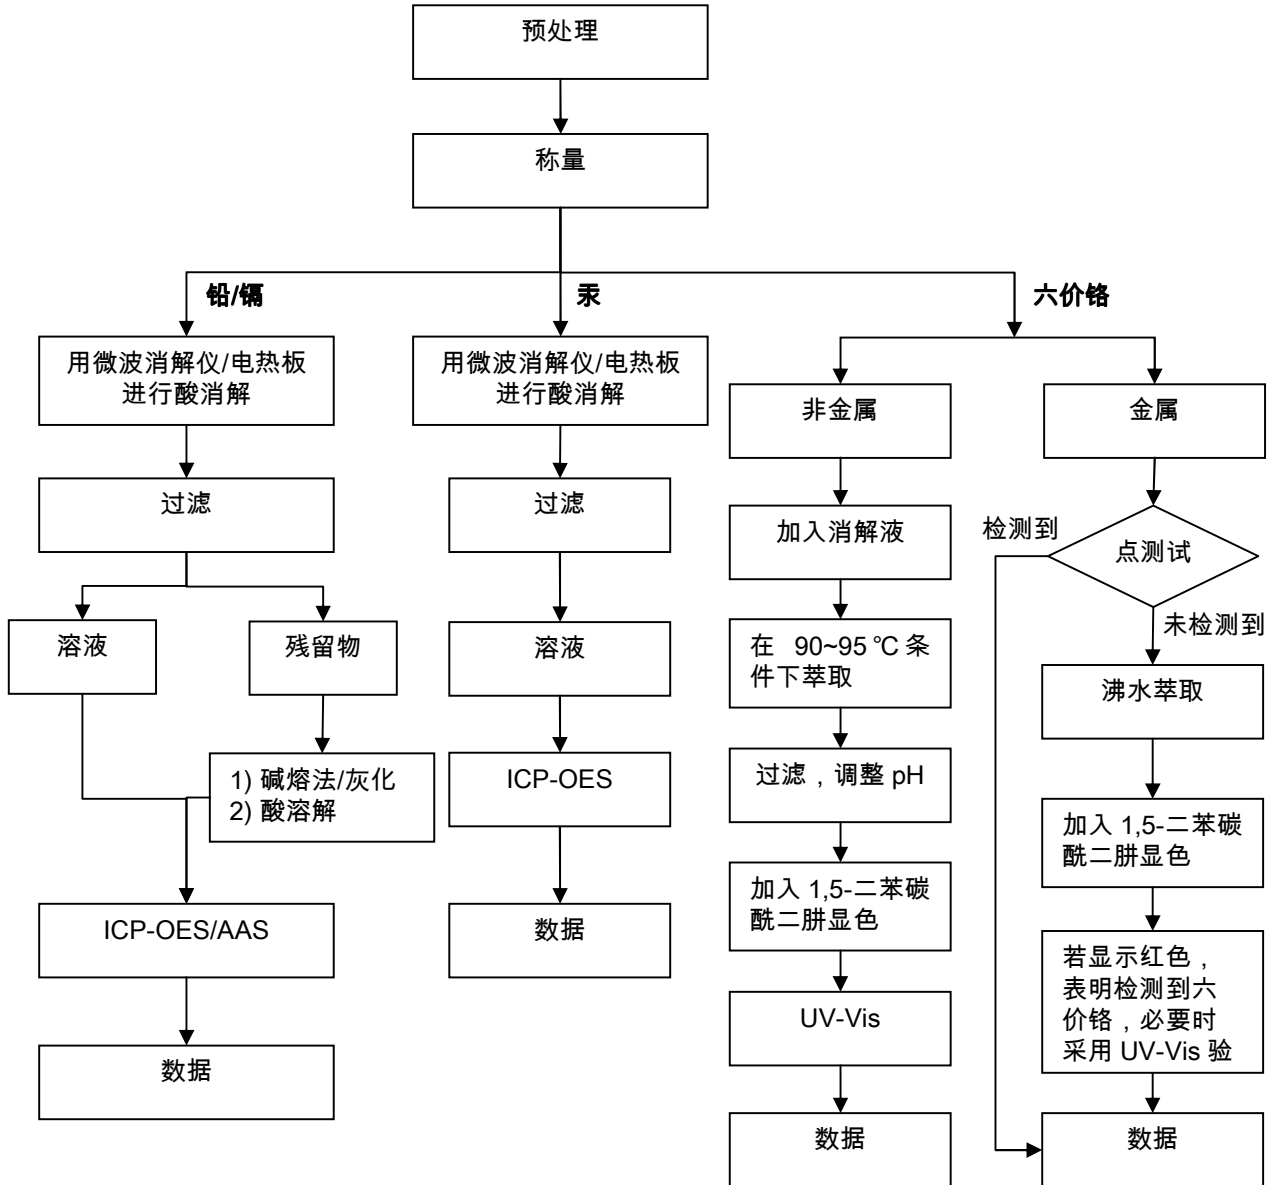 预处理
称量
铅/镉
汞
六价铬
用微波消解仪/电热板
进行酸消解
过滤
溶液
残留物
1) 碱熔法/灰化
2) 酸溶解
ICP-OES/AAS
数据
用微波消解仪/电热板
进行酸消解
过滤
溶液
ICP-OES
数据
非金属
加入消解液
在 90~95 °C 条
件下萃取
过滤，调整 pH
加入 1,5-二苯碳
酰二肼显色
UV-Vis
数据
金属
点测试
检测到
未检测到
沸水萃取
加入 1,5-二苯碳
酰二肼显色
若显示红色，
表明检测到六
价铬，必要时
采用 UV-Vis 验
数据